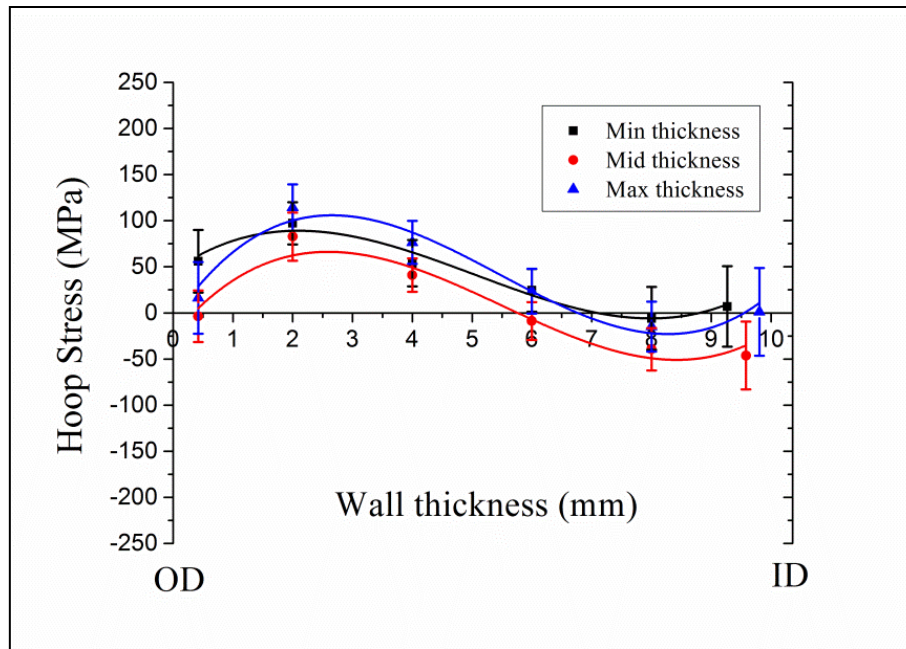 250
200
150
100
50
0
-50
-100
-150
-200
-250
Hoop Stress (MPa)
Min thickness
Mid thickness
Max thickness
0 1 2 3 4 5 6 7 8 9 10
Wall thickness (mm)
OD
ID